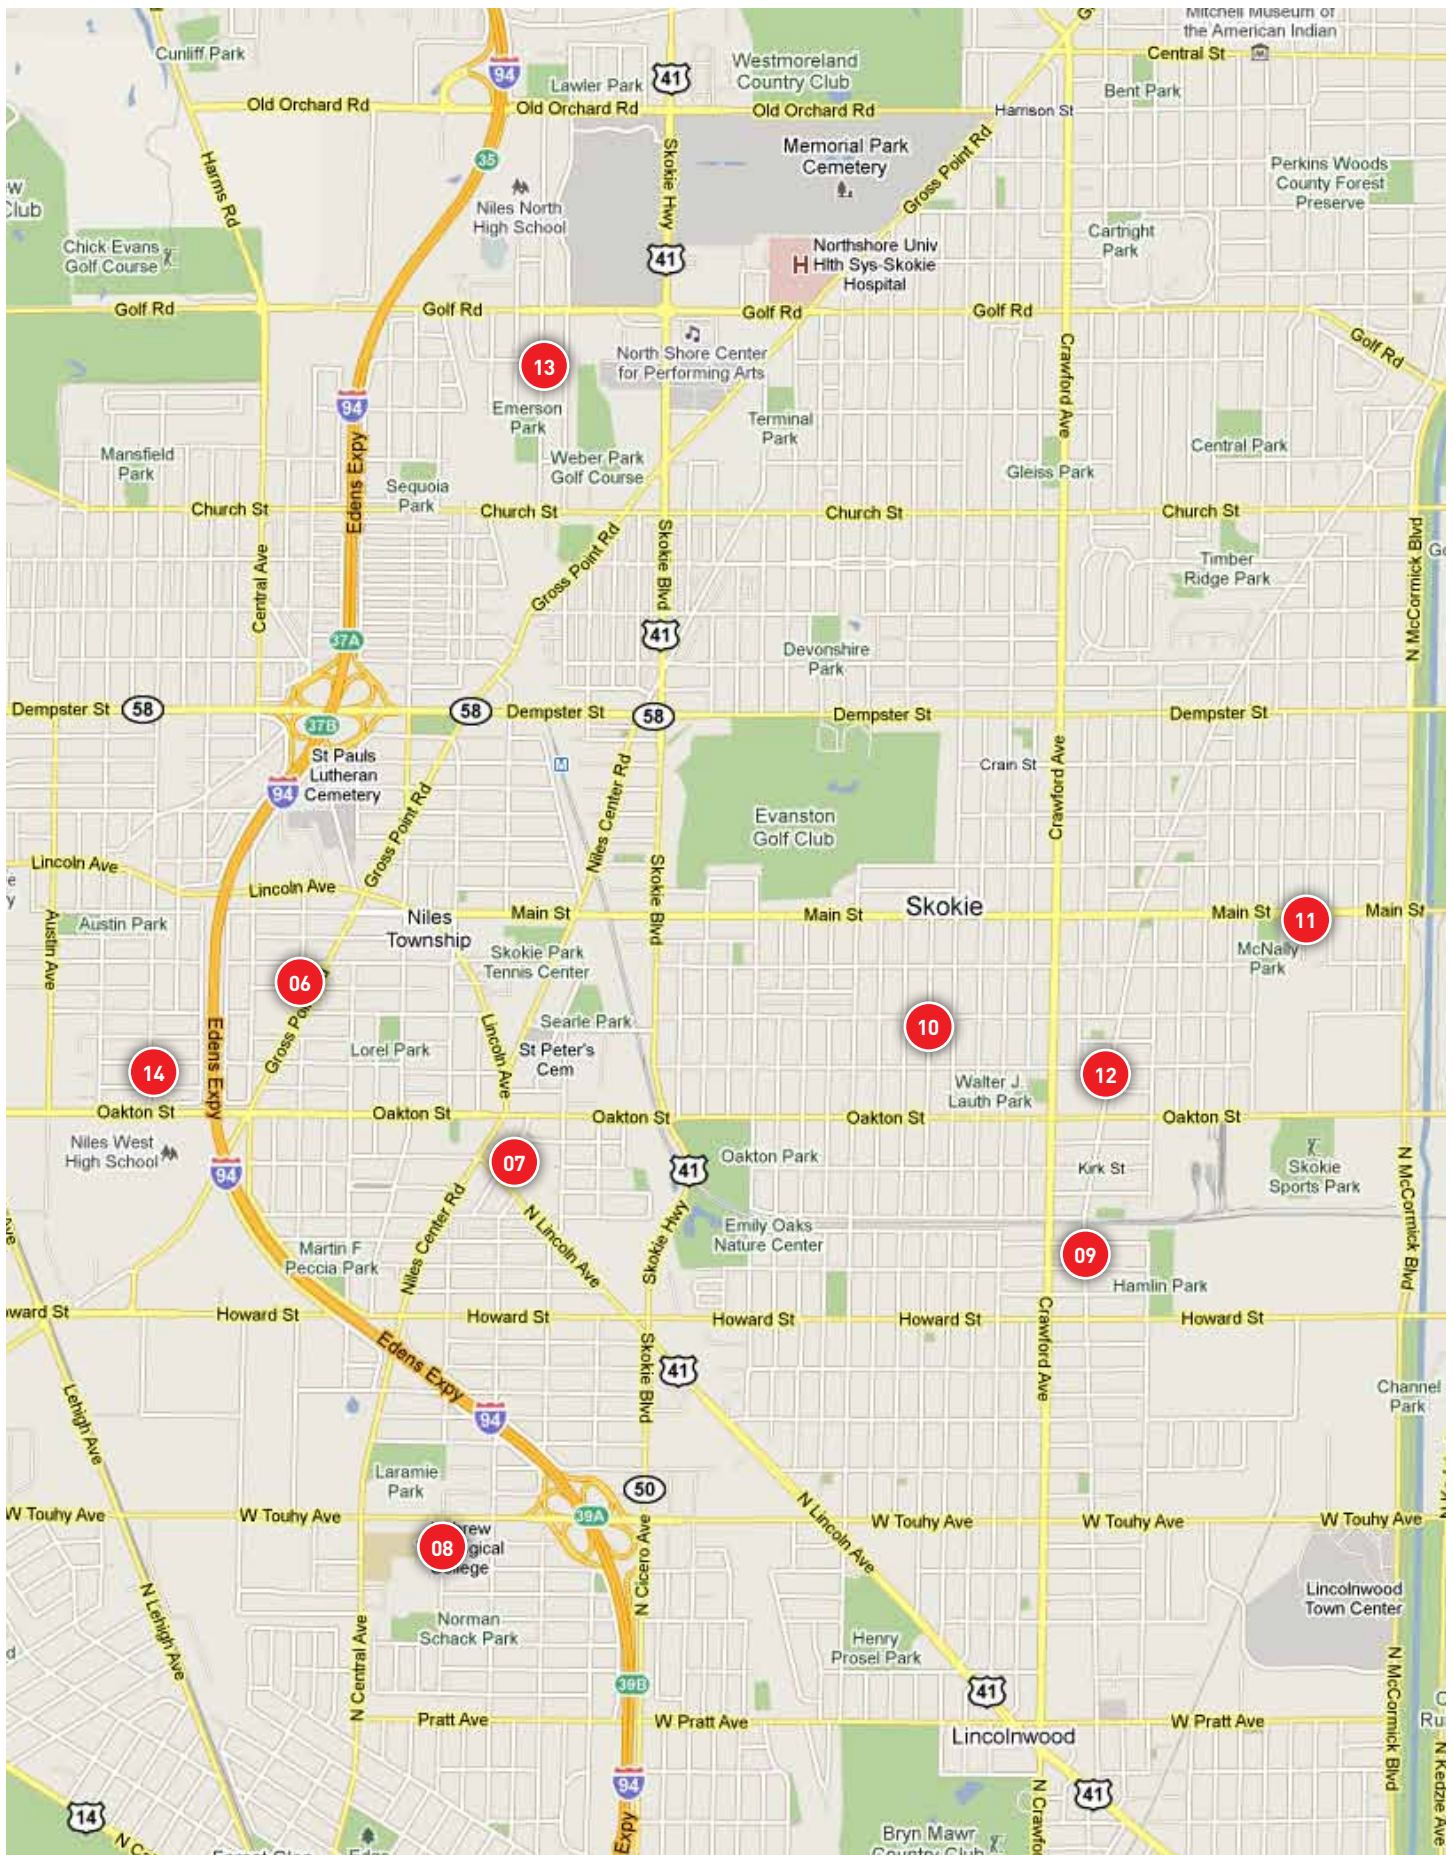 Mitchell Museum of
the American Indian
Cunliff Park
94
Lawler Park
41
Westmoreland
Country Club
Central St
Bent Park
Old Orchard Rd
Old Orchard Rd
Old Orchard Rd
Harrison St
35
Harms Rd
Skokie Hwy
Memorial Park
Cemetery
Gross Point Rd
Perkins Woods
County Forest
Preserve
Club
Niles North
High School
Chick Evans
Golf Course
41
Northshore Univ
Hlth Sys-Skokie
Hospital
H
Cartright
Park
Golf Rd
Golf Rd
Golf Rd
Golf Rd
Golf Rd
13
North Shore Center
for Performing Arts
Crawford Ave
94
Emerson
Park
Terminal
Park
Mansfield
Park
Edens Expy
Sequoia
Park
Weber Park
Golf Course
Gleiss Park
Central Park
Church St
Church St
Church St
Church St
Central Ave
Gross Point Rd
Skokie Blvd
Timber
Ridge Park
N McCormick Blvd
37A
41
Devonshire
Park
Dempster St
58
58
Dempster St
58
Dempster St
Dempster St
37B
St Pauls
Lutheran
Cemetery
94
M
Niles Center Rd
Crain St
Crawford Ave
Gross Point Rd
Evanston
Golf Club
Lincoln Ave
Lincoln Ave
Skokie Blvd
Austin Park
Austin Ave
Niles
Township
Main St
Main St
Skokie
Main St
11
Main St
McNally
Park
Skokie Park
Tennis Center
06
Gross Po
Edens Expy
Lorel Park
Lincoln Ave
Searle Park
St Peter's
Cem
10
14
12
Walter J.
Lauth Park
Oakton St
Oakton St
Oakton St
Oakton St
Oakton St
Niles West
High School
94
07
41
Oakton Park
Kirk St
Skokie
Sports Park
N McCormick Blvd
Niles Center Rd
N Lincoln Ave
Skokie Hwy
Emily Oaks
Nature Center
Martin F
Peccia Park
09
Hamlin Park
Howard St
Howard St
Howard St
Howard St
Howard St
Edens Expy
Skokie Blvd
41
Crawford Ave
Lehigh Ave
94
Channel
Park
Laramie
Park
50
W Touhy Ave
W Touhy Ave
39A
N Lincoln Ave
W Touhy Ave
W Touhy Ave
W Touhy Ave
08
N Cicero Ave
N Lehigh Ave
Lincolnwood
Town Center
Norman
Schack Park
N Central Ave
Henry
Prosel Park
39B
41
N McCormick Blvd
Pratt Ave
W Pratt Ave
W Pratt Ave
Lincolnwood
94
41
14
Expy
Bryn Mawr
Country Club
N Kedzie Ave